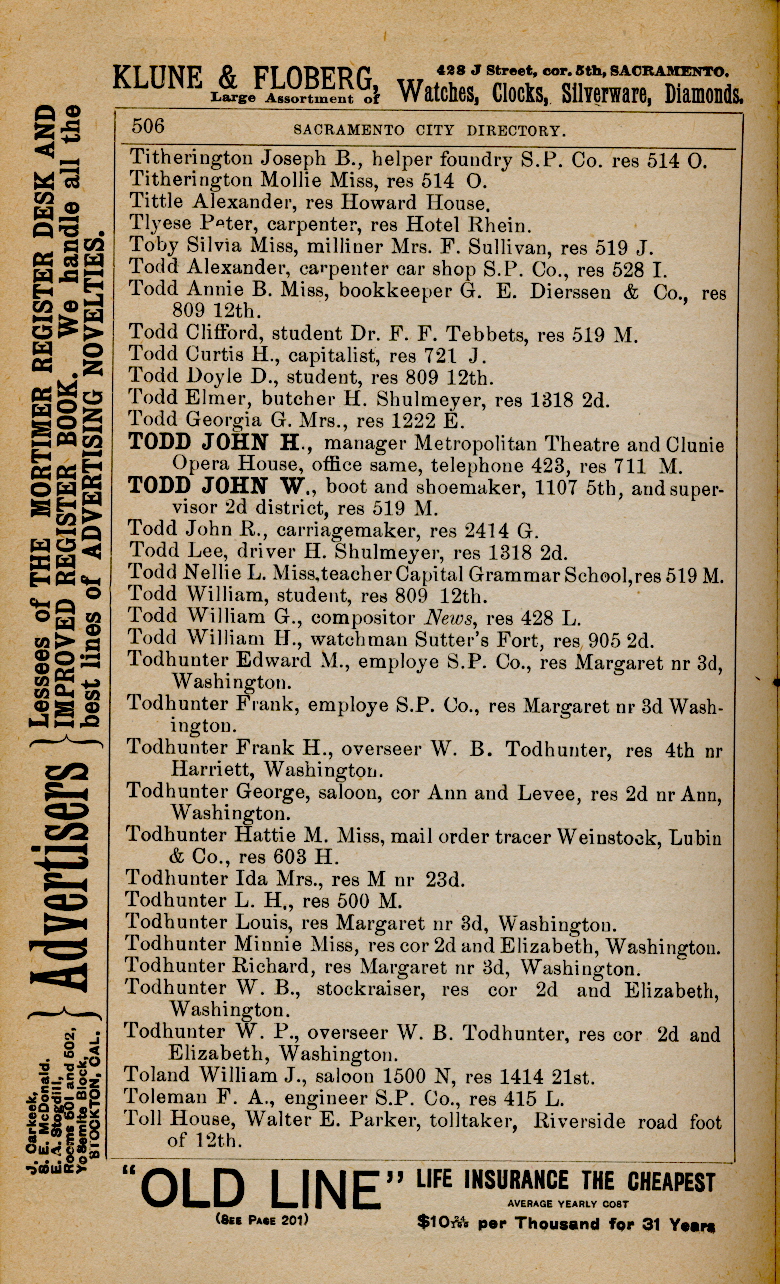 KLUNE & FLOBERG,
428 J Street, cor. 5th, SACRAMENTO.
Large Assortment of
Watches, Clocks, Silverware, Diamonds.
506
SACRAMENTO CITY DIRECTORY.
Titherington Joseph B., helper foundry S.P. Co. res 514 O.
Titherington Mollie Miss, res 514 O.
Tittle Alexander, res Howard House.
Tlyese Peter, carpenter, res Hotel Rhein.
Toby Silvia Miss, milliner Mrs. F. Sullivan, res 519 J.
Todd Alexander, carpenter car shop S.P. Co., res 528 I.
Todd Annie B. Miss, bookkeeper G. E. Dierssen & Co., res
809 12th.
Todd Clifford, student Dr. F. F. Tebbets, res 519 M.
Todd Curtis H., capitalist, res 721 J.
Todd Doyle D., student, res 809 12th.
Todd Elmer, butcher H. Shulmeyer, res 1318 2d.
Todd Georgia G. Mrs., res 1222 E.
TODD JOHN H., manager Metropolitan Theatre and Clunie
Opera House, office same, telephone 423, res 711 M.
TODD JOHN W., boot and shoemaker, 1107 5th, and super-
visor 2d district, res 519 M.
Todd John R., carriagemaker, res 2414 G.
Todd Lee, driver H. Shulmeyer, res 1318 2d.
Todd Nellie L. Miss, teacher Capital Grammar School, res 519 M.
Todd William, student, res 809 12th.
Todd William G., compositor News, res 428 L.
Todd William H., watchman Sutter's Fort, res 905 2d.
Todhunter Edward M., employe S.P. Co., res Margaret nr 3d,
Washington.
Todhunter Frank, employe S.P. Co., res Margaret nr 3d Wash-
ington.
Todhunter Frank H., overseer W. B. Todhunter, res 4th nr
Harriett, Washington.
Todhunter George, saloon, cor Ann and Levee, res 2d nr Ann,
Washington.
Todhunter Hattie M. Miss, mail order tracer Weinstock, Lubin
& Co., res 603 H.
Todhunter Ida Mrs., res M nr 23d.
Todhunter L. H., res 500 M.
Todhunter Louis, res Margaret nr 3d, Washington.
Todhunter Minnie Miss, res cor 2d and Elizabeth, Washington.
Todhunter Richard, res Margaret nr 3d, Washington.
Todhunter W. B., stockraiser, res cor 2d and Elizabeth,
Washington.
Todhunter W. P., overseer W. B. Todhunter, res cor 2d and
Elizabeth, Washington.
Toland William J., saloon 1500 N, res 1414 21st.
Toleman F. A., engineer S.P. Co., res 415 L.
Toll House, Walter E. Parker, tolltaker, Riverside road foot
of 12th.
J. Carkeek,
S. E. McDonald.
E. A. Stogdill,
Rooms 501 and 502,
Yo Semite Block,
STOCKTON, CAL.
Advertisers
Lessees of THE MORTIMER REGISTER DESK AND
IMPROVED REGISTER BOOK. We handle all the
best lines of ADVERTISING NOVELTIES.
"OLD LINE"
(SEE PAGE 201)
LIFE INSURANCE THE CHEAPEST
AVERAGE YEARLY COST
per Thousand for 31 Years